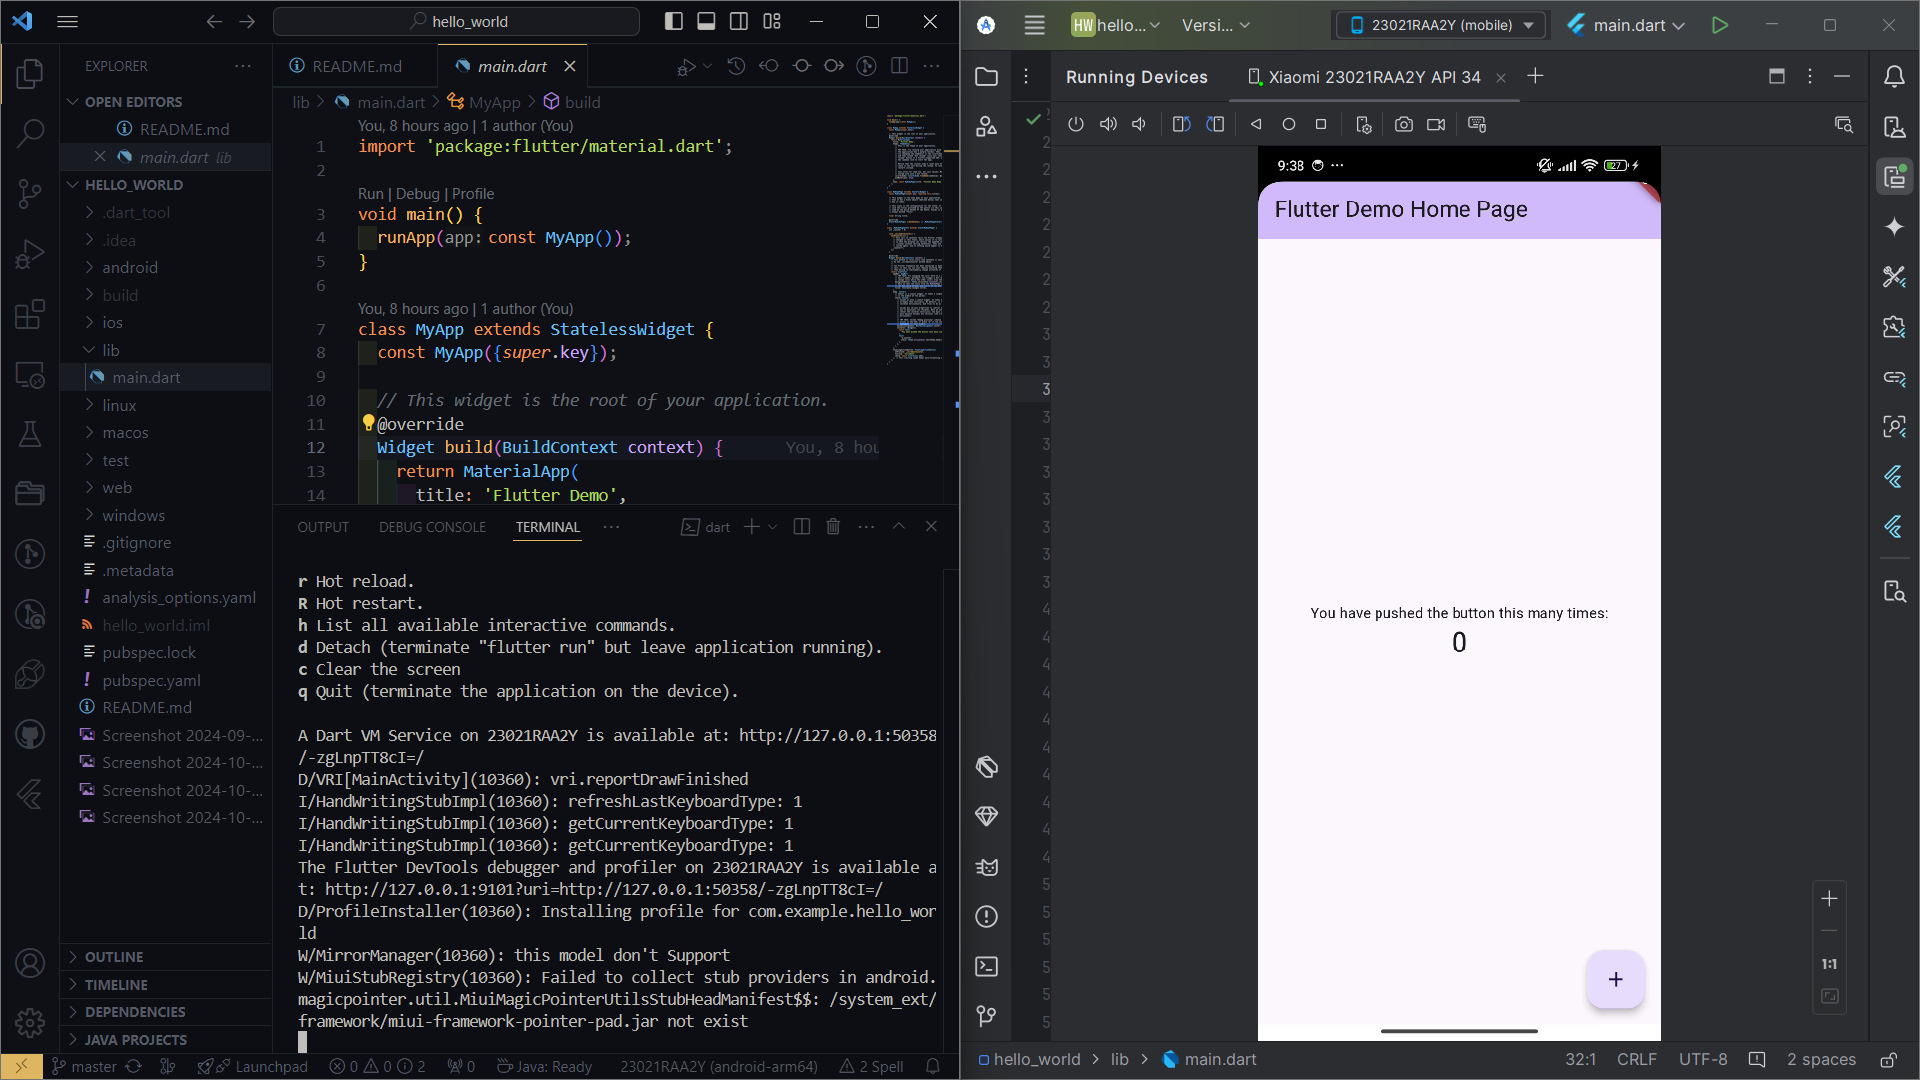 hello_world
EXPLORER
OPEN EDITORS
README.md
main.dart lib
HELLO_WORLD
.dart_tool
.idea
android
build
ios
lib
main.dart
linux
macos
test
web
windows
.gitignore
.metadata
analysis_options.yaml
hello_world.iml
pubspec.lock
pubspec.yaml
README.md
Screenshot 2024-09-...
Screenshot 2024-10-...
Screenshot 2024-10-...
Screenshot 2024-10-...
OUTLINE
TIMELINE
DEPENDENCIES
JAVA PROJECTS
README.md
main.dart
lib > main.dart > MyApp > build
You, 8 hours ago | 1 author (You)
1 import 'package:flutter/material.dart';
2
Run | Debug | Profile
3 void main() {
4 runApp(app: const MyApp());
5 }
6
You, 8 hours ago | 1 author (You)
7 class MyApp extends StatelessWidget {
8 const MyApp({super.key});
9
10 // This widget is the root of your application.
11 @override
12 Widget build(BuildContext context) { You, 8 hou
13 return MaterialApp(
14 title: 'Flutter Demo',
OUTPUT
DEBUG CONSOLE
TERMINAL
dart
r Hot reload.
R Hot restart.
h List all available interactive commands.
d Detach (terminate "flutter run" but leave application running).
c Clear the screen
q Quit (terminate the application on the device).
A Dart VM Service on 23021RAA2Y is available at: http://127.0.0.1:50358
/-zgLnpTT8cI=/
D/VRI[MainActivity](10360): vri.reportDrawFinished
I/HandWritingStubImpl(10360): refreshLastKeyboardType: 1
I/HandWritingStubImpl(10360): getCurrentKeyboardType: 1
I/HandWritingStubImpl(10360): getCurrentKeyboardType: 1
The Flutter DevTools debugger and profiler on 23021RAA2Y is available a
t: http://127.0.0.1:9101?uri=http://127.0.0.1:50358/-zgLnpTT8cI=/
D/ProfileInstaller(10360): Installing profile for com.example.hello_wor
ld
W/MirrorManager(10360): this model don't Support
W/MiuiStubRegistry(10360): Failed to collect stub providers in android.
magicpointer.util.MiuiMagicPointerUtilsStubHeadManifest$$: /system_ext/
framework/miui-framework-pointer-pad.jar not exist
master
Launchpad
0 0 2
0
Java: Ready
23021RAA2Y (android-arm64)
2 Spell
HW hello...
Versi...
23021RAA2Y (mobile)
main.dart
Running Devices
Xiaomi 23021RAA2Y API 34
9:38
27
Flutter Demo Home Page
You have pushed the button this many times:
0
+
1:1
hello_world > lib > main.dart
32:1
CRLF
UTF-8
2 spaces